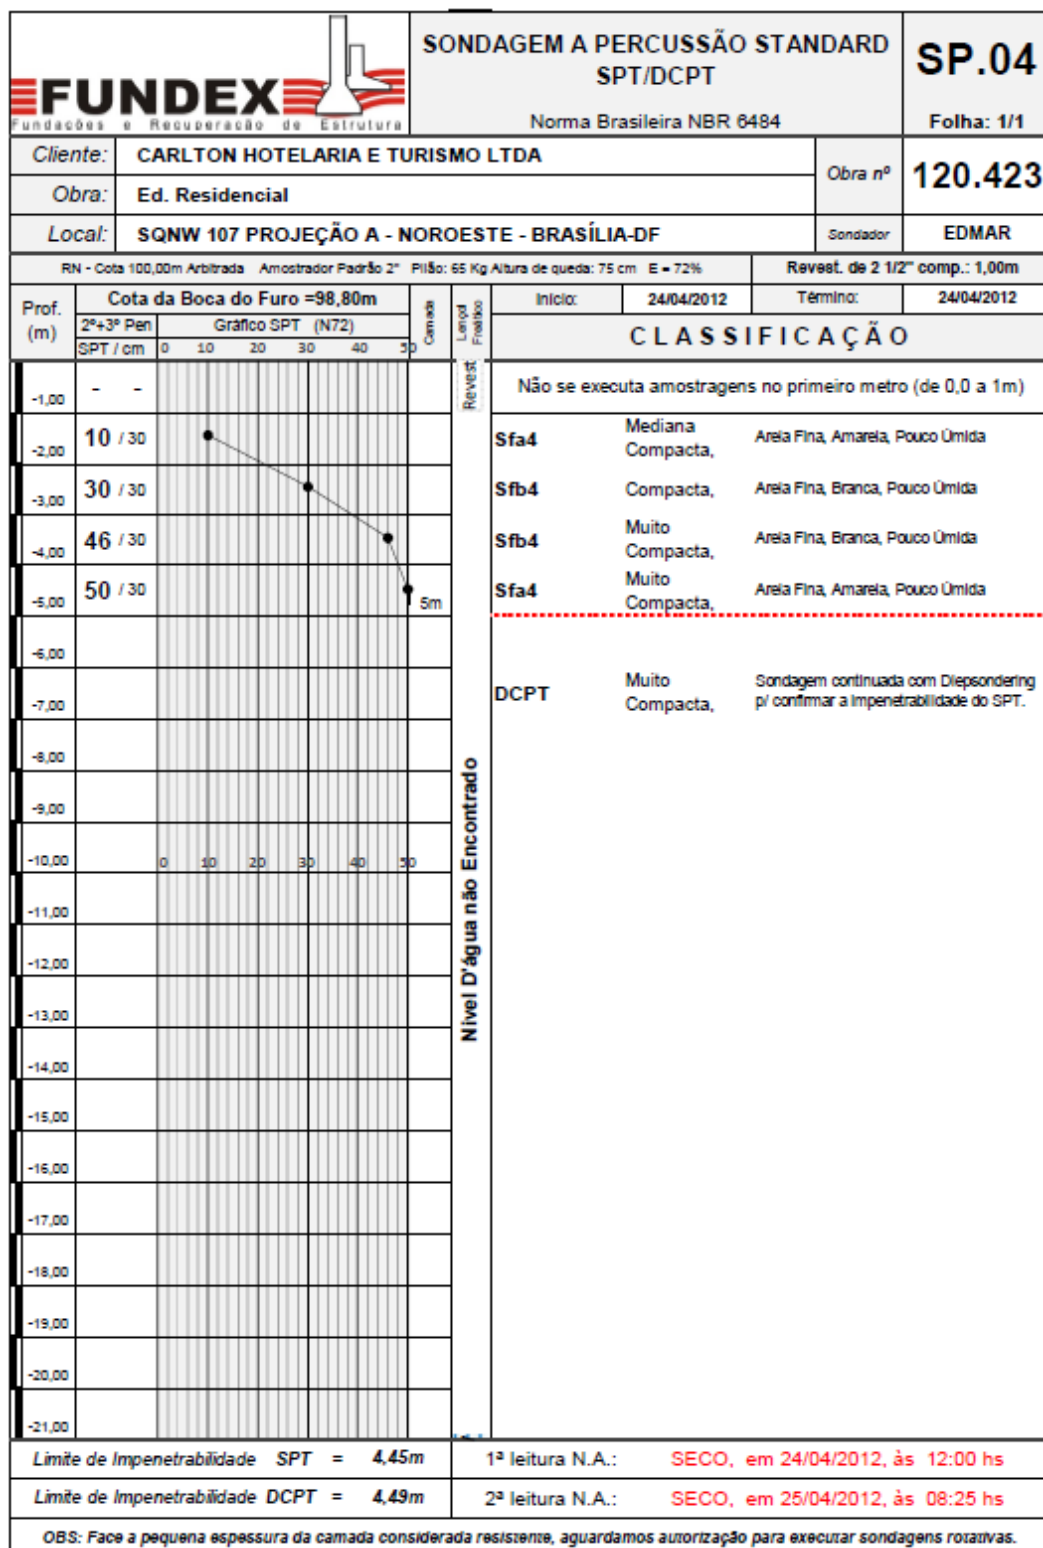 SONDAGEM A PERCUSSÃO STANDARD
SPT/DCPT
Norma Brasileira NBR 6484
SP.04
Folha: 1/1
FUNDEX
Fundações e Recuperação de Estrutura
Cliente: CARLTON HOTELARIA E TURISMO LTDA
Obra nº 120.423
Obra: Ed. Residencial
Local: SQNW 107 PROJEÇÃO A - NOROESTE - BRASÍLIA-DF
Sondador EDMAR
RN - Cota 100,00m Arbitrada Amostrador Padrão 2" Pilão: 65 Kg Altura de queda: 75 cm E = 72%
Revest. de 2 1/2" comp.: 1,00m
Prof. (m)
Cota da Boca do Furo =98,80m
Camada
Lençol Freático
Início: 24/04/2012 Término: 24/04/2012
2º+3º Pen Gráfico SPT (N72)
SPT / cm 0 10 20 30 40 50
CLASSIFICAÇÃO
Revest
-1,00 - - Não se executa amostragens no primeiro metro (de 0,0 a 1m)
-2,00 10 / 30 Sfa4 Mediana Compacta, Areia Fina, Amarela, Pouco Úmida
-3,00 30 / 30 Sfb4 Compacta, Areia Fina, Branca, Pouco Úmida
-4,00 46 / 30 Sfb4 Muito Compacta, Areia Fina, Branca, Pouco Úmida
-5,00 50 / 30 5m Sfa4 Muito Compacta, Areia Fina, Amarela, Pouco Úmida
-6,00
-7,00 DCPT Muito Compacta, Sondagem continuada com Diepsondering
p/ confirmar a impenetrabilidade do SPT.
-8,00
-9,00
-10,00 0 10 20 30 40 50
Nível D'água não Encontrado
-11,00
-12,00
-13,00
-14,00
-15,00
-16,00
-17,00
-18,00
-19,00
-20,00
-21,00
Limite de Impenetrabilidade SPT = 4,45m
1ª leitura N.A.: SECO, em 24/04/2012, às 12:00 hs
Limite de Impenetrabilidade DCPT = 4,49m
2ª leitura N.A.: SECO, em 25/04/2012, às 08:25 hs
OBS: Face a pequena espessura da camada considerada resistente, aguardamos autorização para executar sondagens rotativas.